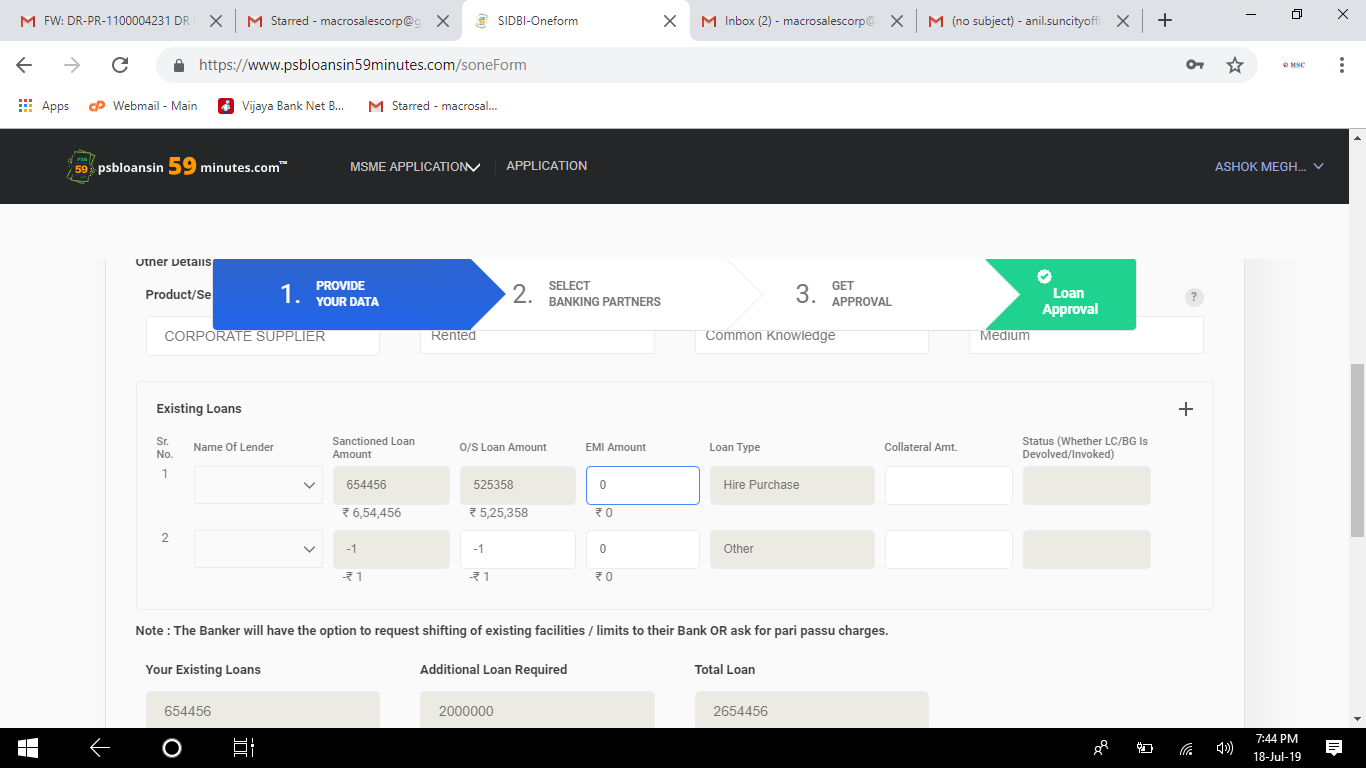 FW: DR-PR-1100004231 DR
Starred - macrosalescorp@g
SIDBI-Oneform
Inbox (2) - macrosalescorp@
(no subject) - anil.suncityoffi
https://www.psbloansin59minutes.com/soneForm
MSC
Apps
Webmail - Main
Vijaya Bank Net B...
Starred - macrosal...
PSB
59
psbloansin 59 minutes.com™
MSME APPLICATION
APPLICATION
ASHOK MEGH...
Other Details
Product/Se
1. PROVIDE
YOUR DATA
2. SELECT
BANKING PARTNERS
3. GET
APPROVAL
Loan
Approval
?
CORPORATE SUPPLIER
Rented
Common Knowledge
Medium
Existing Loans
Sr.
No.
Name Of Lender
Sanctioned Loan
Amount
O/S Loan Amount
EMI Amount
Loan Type
Collateral Amt.
Status (Whether LC/BG Is
Devolved/Invoked)
1
654456
525358
0
Hire Purchase
₹ 6,54,456
₹ 5,25,358
₹ 0
2
-1
-1
0
Other
-₹ 1
-₹ 1
₹ 0
Note : The Banker will have the option to request shifting of existing facilities / limits to their Bank OR ask for pari passu charges.
Your Existing Loans
Additional Loan Required
Total Loan
654456
2000000
2654456
7:44 PM
18-Jul-19